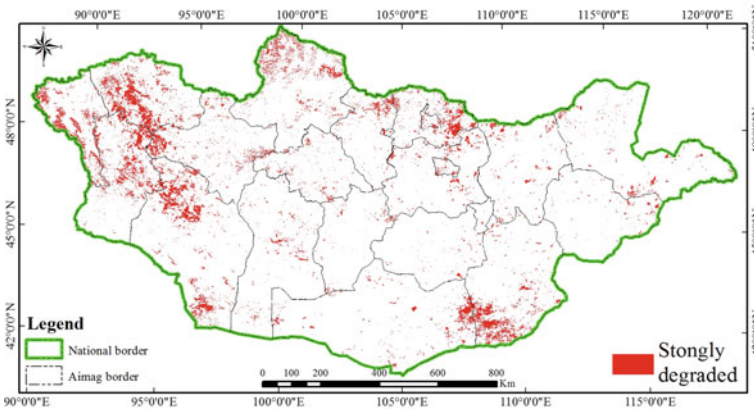 90°0'0"E 95°0'0"E 100°0'0"E 105°0'0"E 110°0'0"E 115°0'0"E 120°0'0"E
48°0'0"N
45°0'0"N
42°0'0"N
Legend
National border
Aimag border
0 100 200 400 600 800
Km
Stongly
degraded
90°0'0"E 95°0'0"E 100°0'0"E 105°0'0"E 110°0'0"E 115°0'0"E